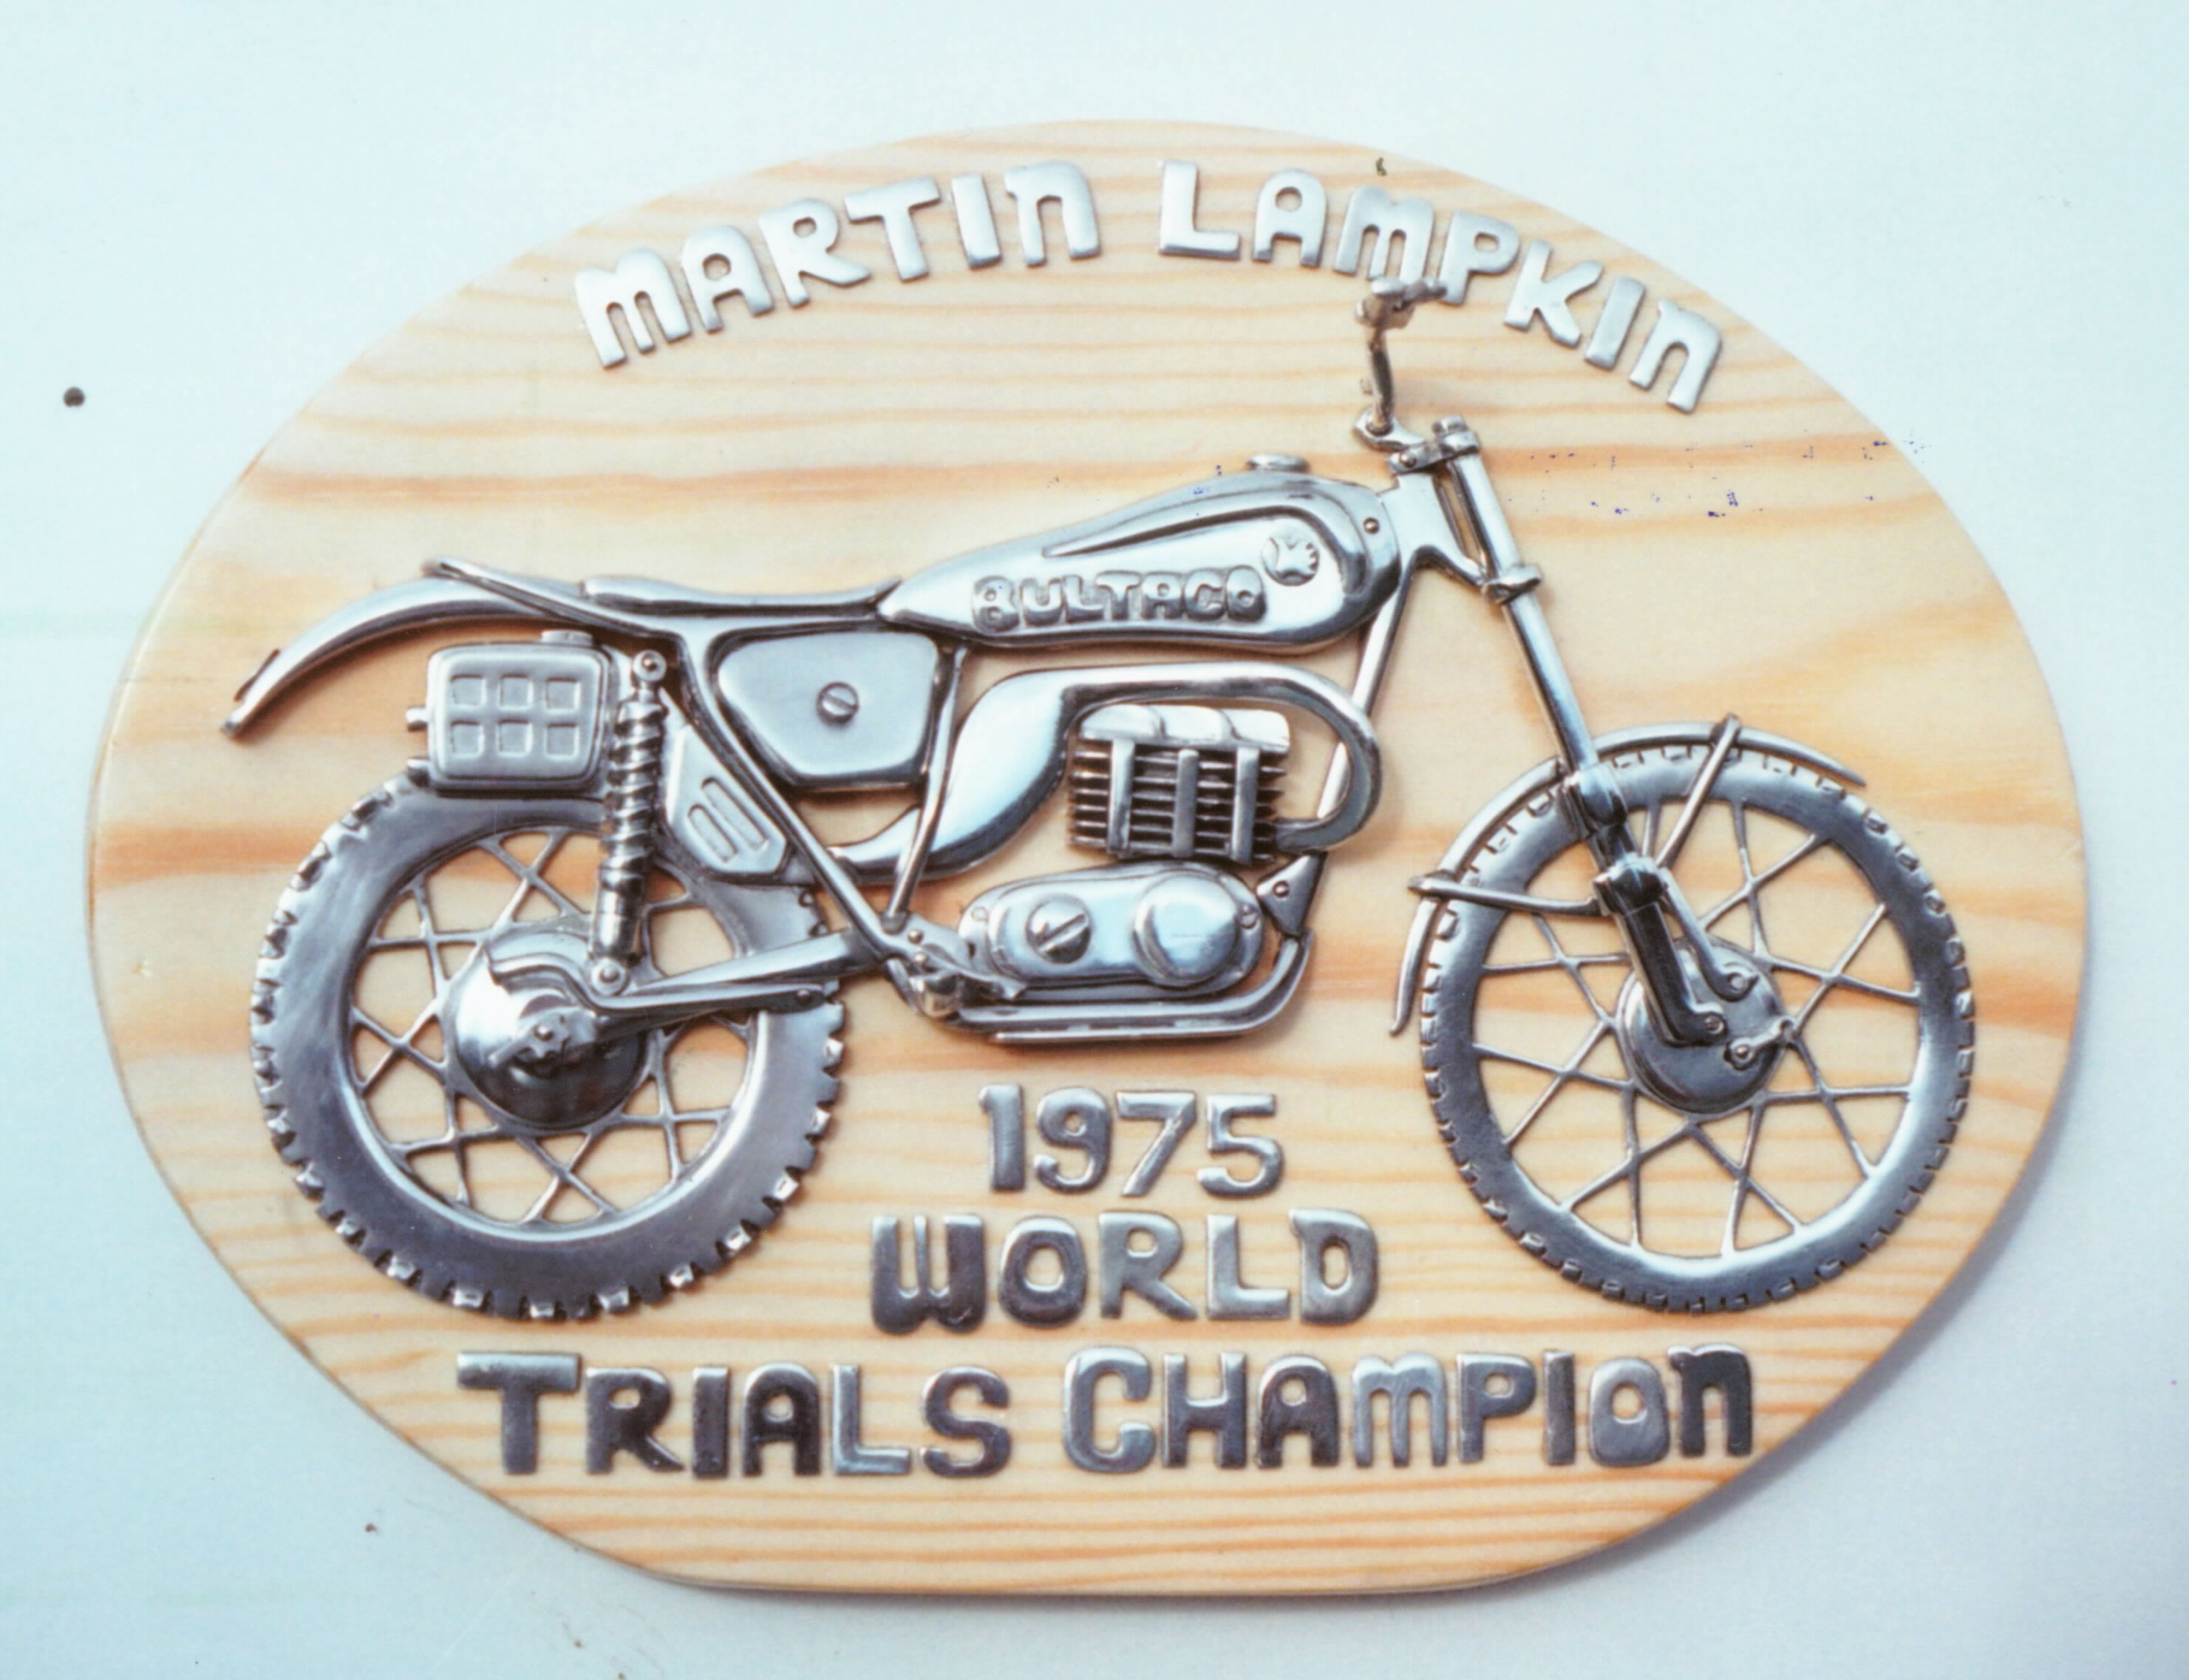 MARTIN LAMPKIN
BULTACO
1975
WORLD
TRIALS CHAMPION